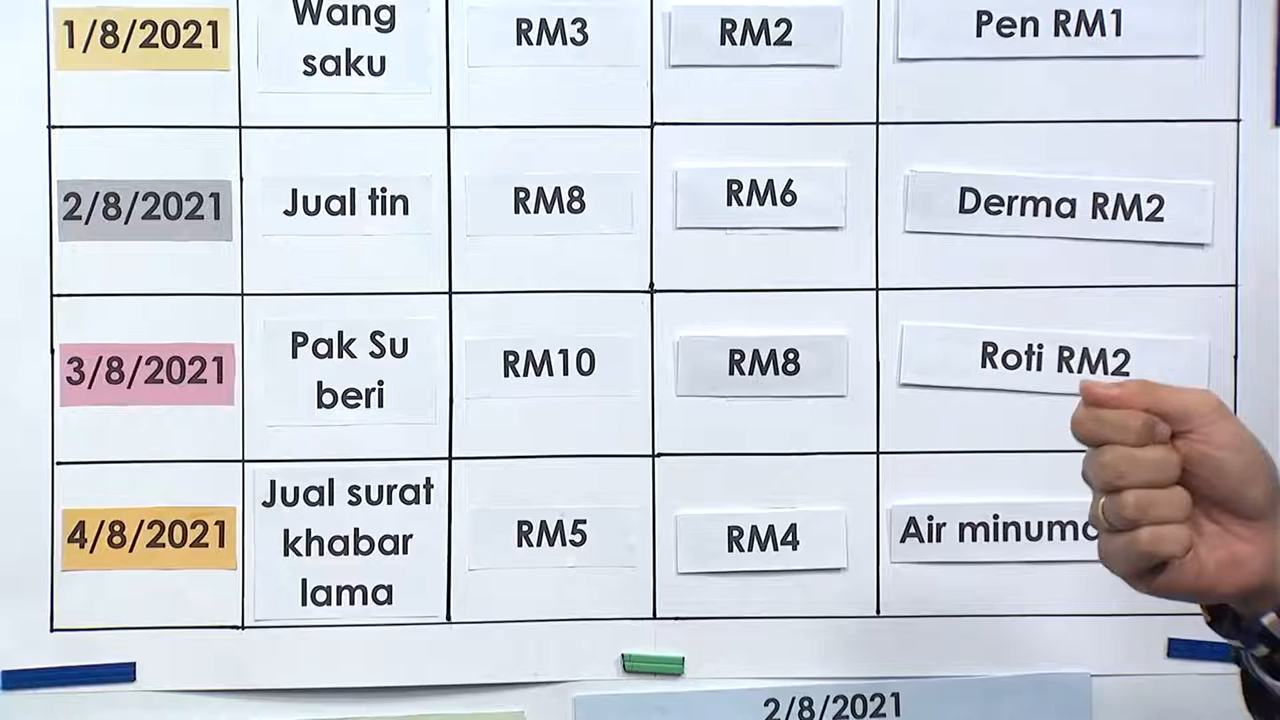 1/8/2021
Wang
saku
RM3
RM2
Pen RM1
2/8/2021
Jual tin
RM8
RM6
Derma RM2
3/8/2021
Pak Su
beri
RM10
RM8
Roti RM2
4/8/2021
Jual surat
khabar
lama
RM5
RM4
Air
2/8/2021